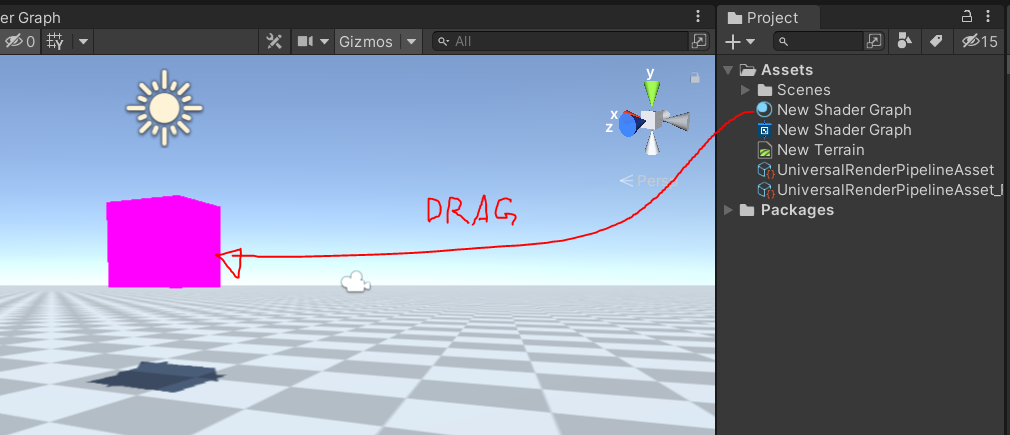 er Graph
Project
0
Gizmos
All
15
Assets
Scenes
New Shader Graph
New Shader Graph
New Terrain
UniversalRenderPipelineAsset
UniversalRenderPipelineAsset_
Packages
y
x
z
Persp
DRAG